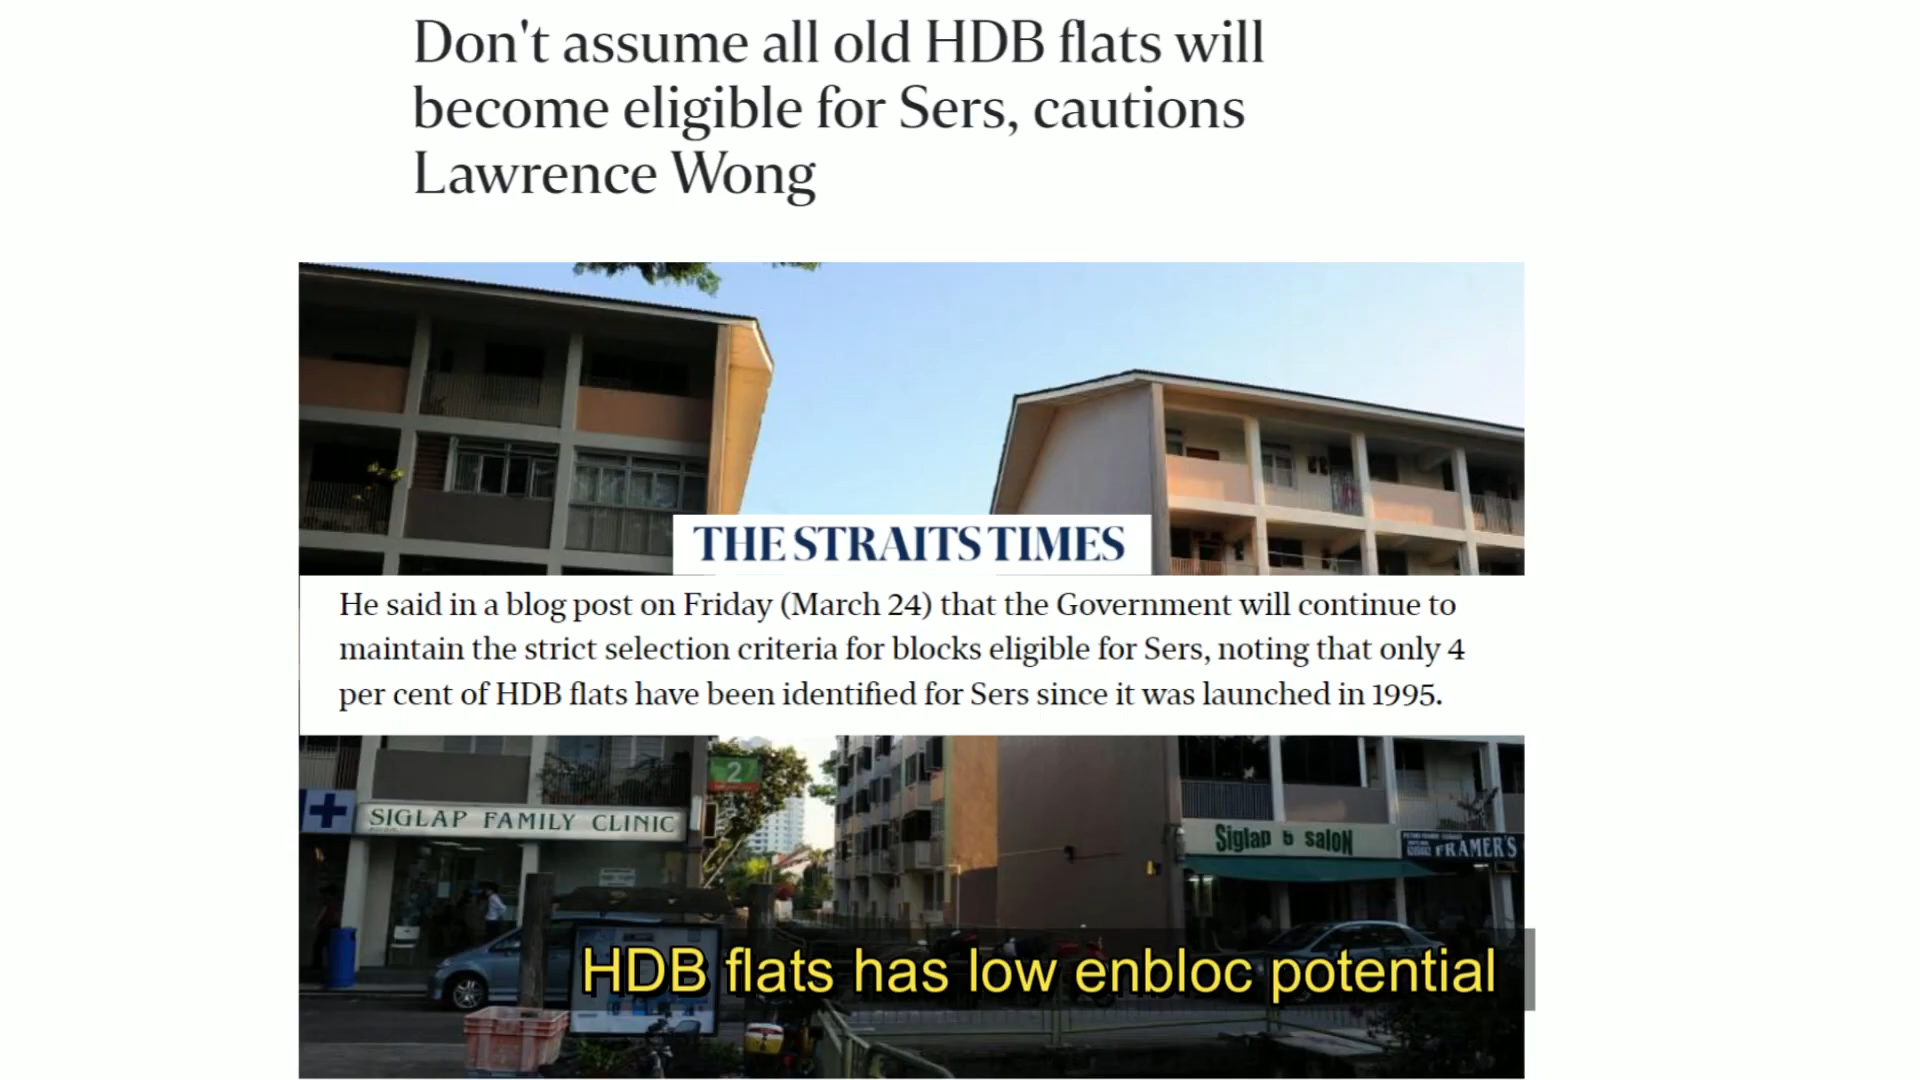 Don't assume all old HDB flats will
become eligible for Sers, cautions
Lawrence Wong
THE STRAITS TIMES
He said in a blog post on Friday (March 24) that the Government will continue to
maintain the strict selection criteria for blocks eligible for Sers, noting that only 4
per cent of HDB flats have been identified for Sers since it was launched in 1995.
2
SIGLAP FAMILY CLINIC
Siglap 5 salon
FRAMER'S
HDB flats has low enbloc potential